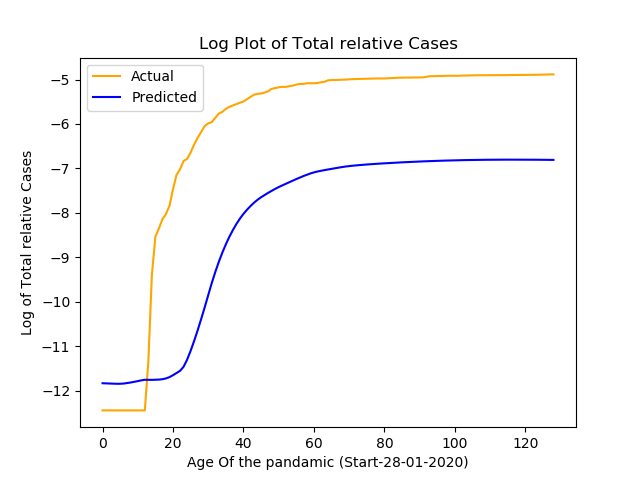 Log Plot of Total relative Cases
Actual
Predicted
Log of Total relative Cases
−5
−6
−7
−8
−9
−10
−11
−12
0 20 40 60 80 100 120
Age Of the pandamic (Start-28-01-2020)